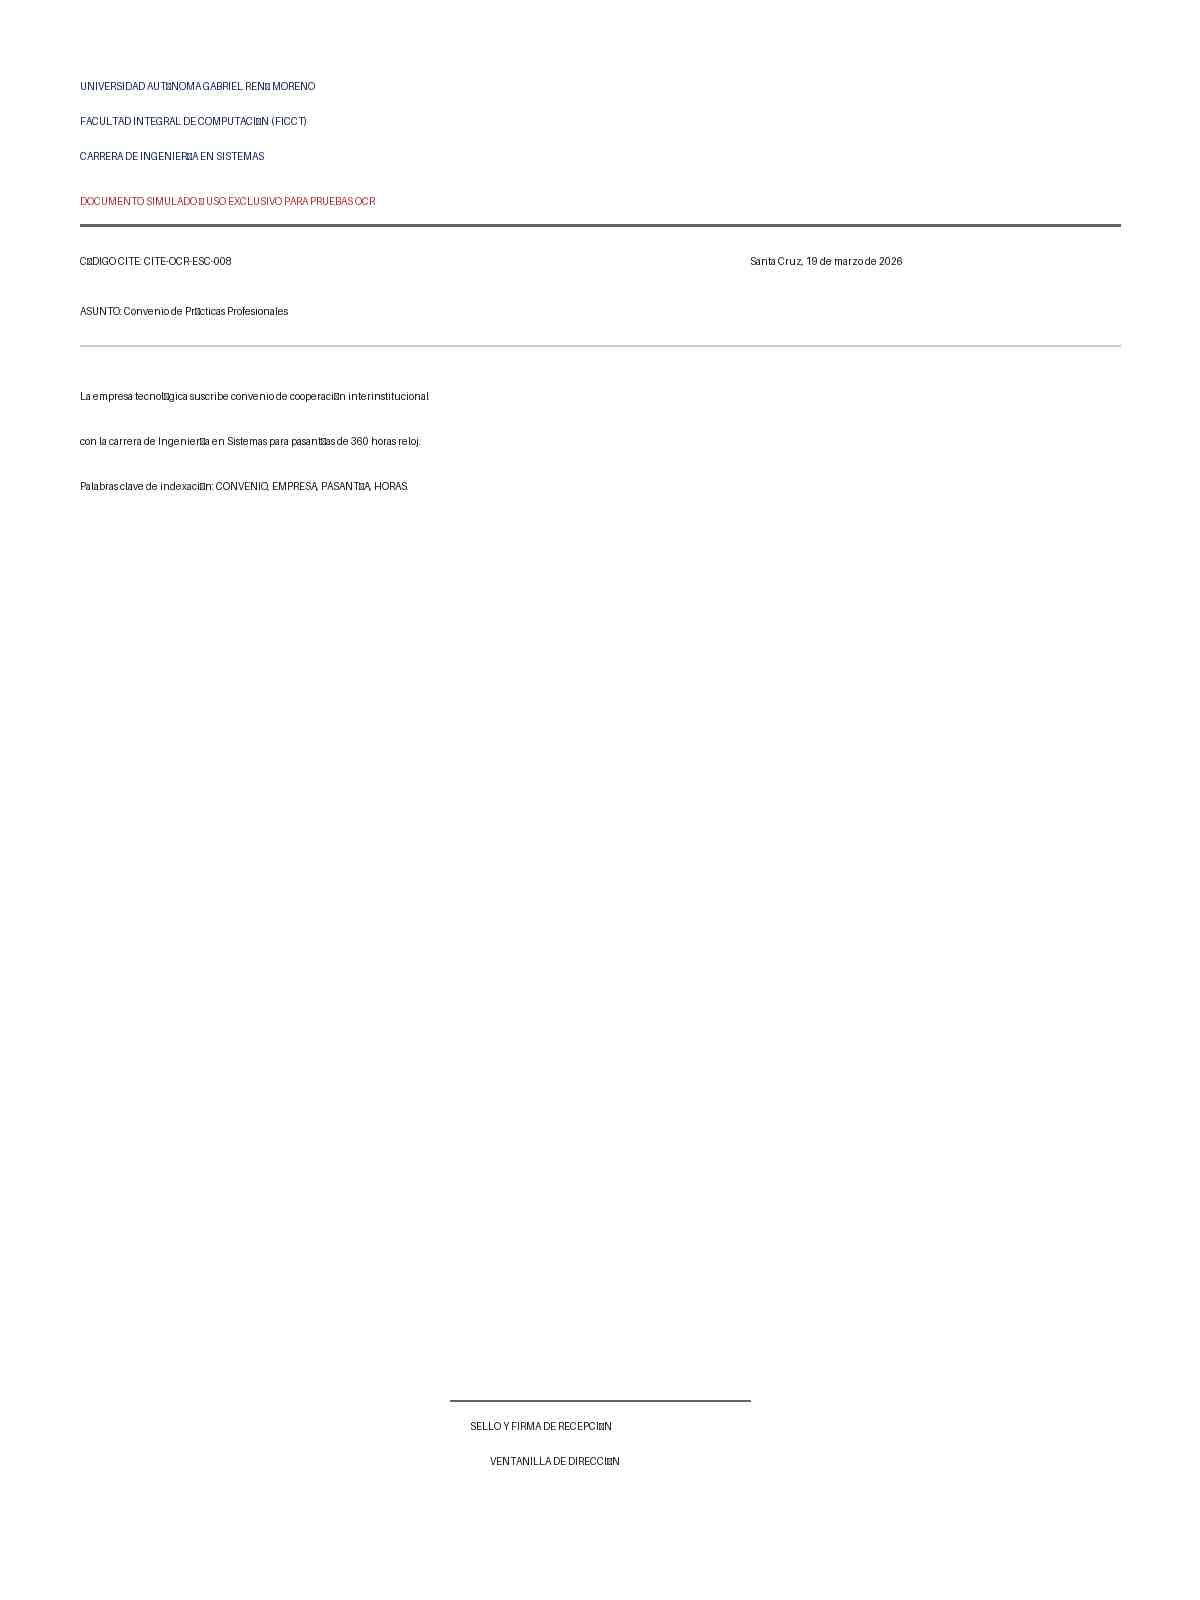 UNIVERSIDAD AUT▯NOMA GABRIEL REN▯ MORENO
FACULTAD INTEGRAL DE COMPUTACI▯N (FICCT)
CARRERA DE INGENIER▯A EN SISTEMAS
DOCUMENTO SIMULADO ▯ USO EXCLUSIVO PARA PRUEBAS OCR
C▯DIGO CITE: CITE-OCR-ESC-008 Santa Cruz, 19 de marzo de 2026
ASUNTO: Convenio de Pr▯cticas Profesionales
La empresa tecnol▯gica suscribe convenio de cooperaci▯n interinstitucional
con la carrera de Ingenier▯a en Sistemas para pasant▯as de 360 horas reloj.
Palabras clave de indexaci▯n: CONVENIO, EMPRESA, PASANT▯A, HORAS.
SELLO Y FIRMA DE RECEPCI▯N
VENTANILLA DE DIRECCI▯N